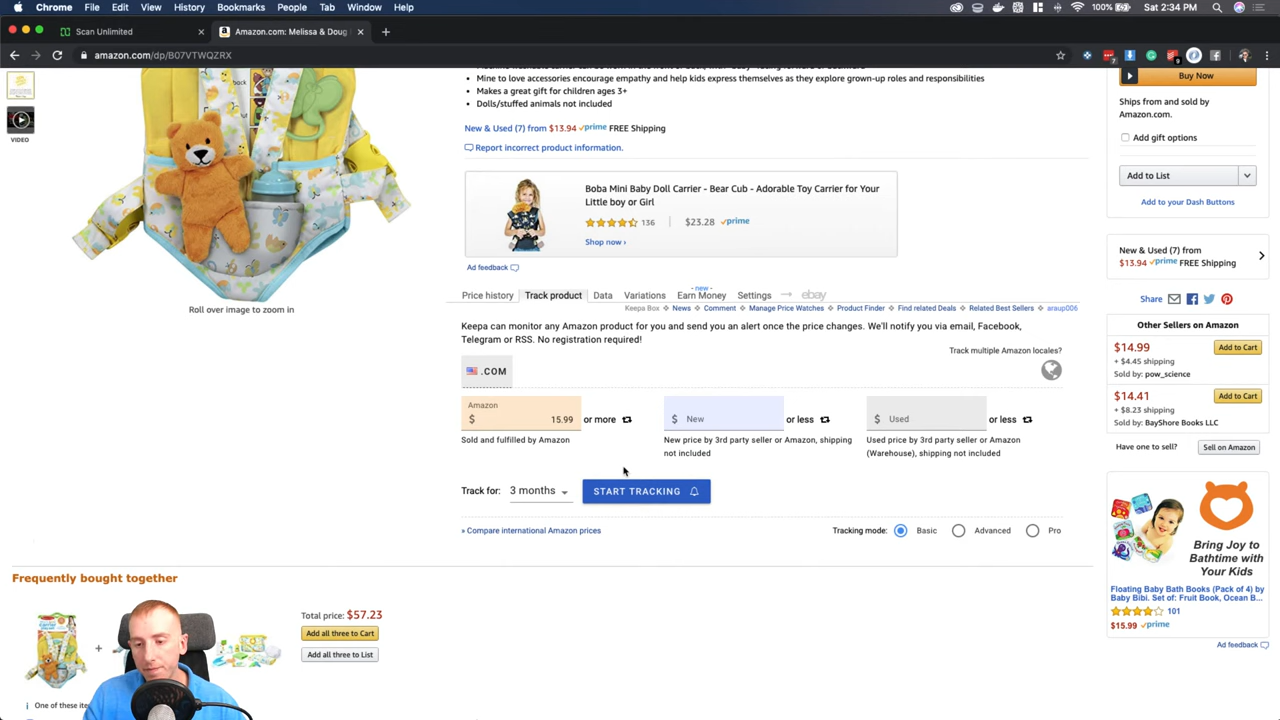 Chrome File Edit View History Bookmarks People Tab Window Help
100% Sat 2:34 PM
Scan Unlimited
Amazon.com: Melissa & Doug
amazon.com/dp/B07VTWQZRX
back
VIDEO
Roll over image to zoom in
Mine to love accessories encourage empathy and help kids express themselves as they explore grown-up roles and responsibilities
Makes a great gift for children ages 3+
Dolls/stuffed animals not included
New & Used (7) from $13.94 prime FREE Shipping
Report incorrect product information.
Boba Mini Baby Doll Carrier - Bear Cub - Adorable Toy Carrier for Your
Little boy or Girl
136 $23.28 prime
Shop now ›
Ad feedback
- new -
Price history Track product Data Variations Earn Money Settings ebay
Keepa Box News Comment Manage Price Watches Product Finder Find related Deals Related Best Sellers araup006
Keepa can monitor any Amazon product for you and send you an alert once the price changes. We'll notify you via email, Facebook,
Telegram or RSS. No registration required!
Track multiple Amazon locales?
.COM
Amazon
$ 15.99 or more $ New or less $ Used or less
Sold and fulfilled by Amazon
New price by 3rd party seller or Amazon, shipping
not included
Used price by 3rd party seller or Amazon
(Warehouse), shipping not included
Track for: 3 months START TRACKING
» Compare international Amazon prices
Tracking mode: Basic Advanced Pro
Frequently bought together
Total price: $57.23
Add all three to Cart
Add all three to List
One of these ite
Buy Now
Ships from and sold by
Amazon.com.
Add gift options
Add to List
Add to your Dash Buttons
New & Used (7) from
$13.94 prime FREE Shipping
Share
Other Sellers on Amazon
$14.99 Add to Cart
+ $4.45 shipping
Sold by: pow_science
$14.41 Add to Cart
+ $8.23 shipping
Sold by: BayShore Books LLC
Have one to sell? Sell on Amazon
Bring Joy to
Bathtime with
Your Kids
Floating Baby Bath Books (Pack of 4) by
Baby Bibi. Set of: Fruit Book, Ocean B...
101
$15.99 prime
Ad feedback